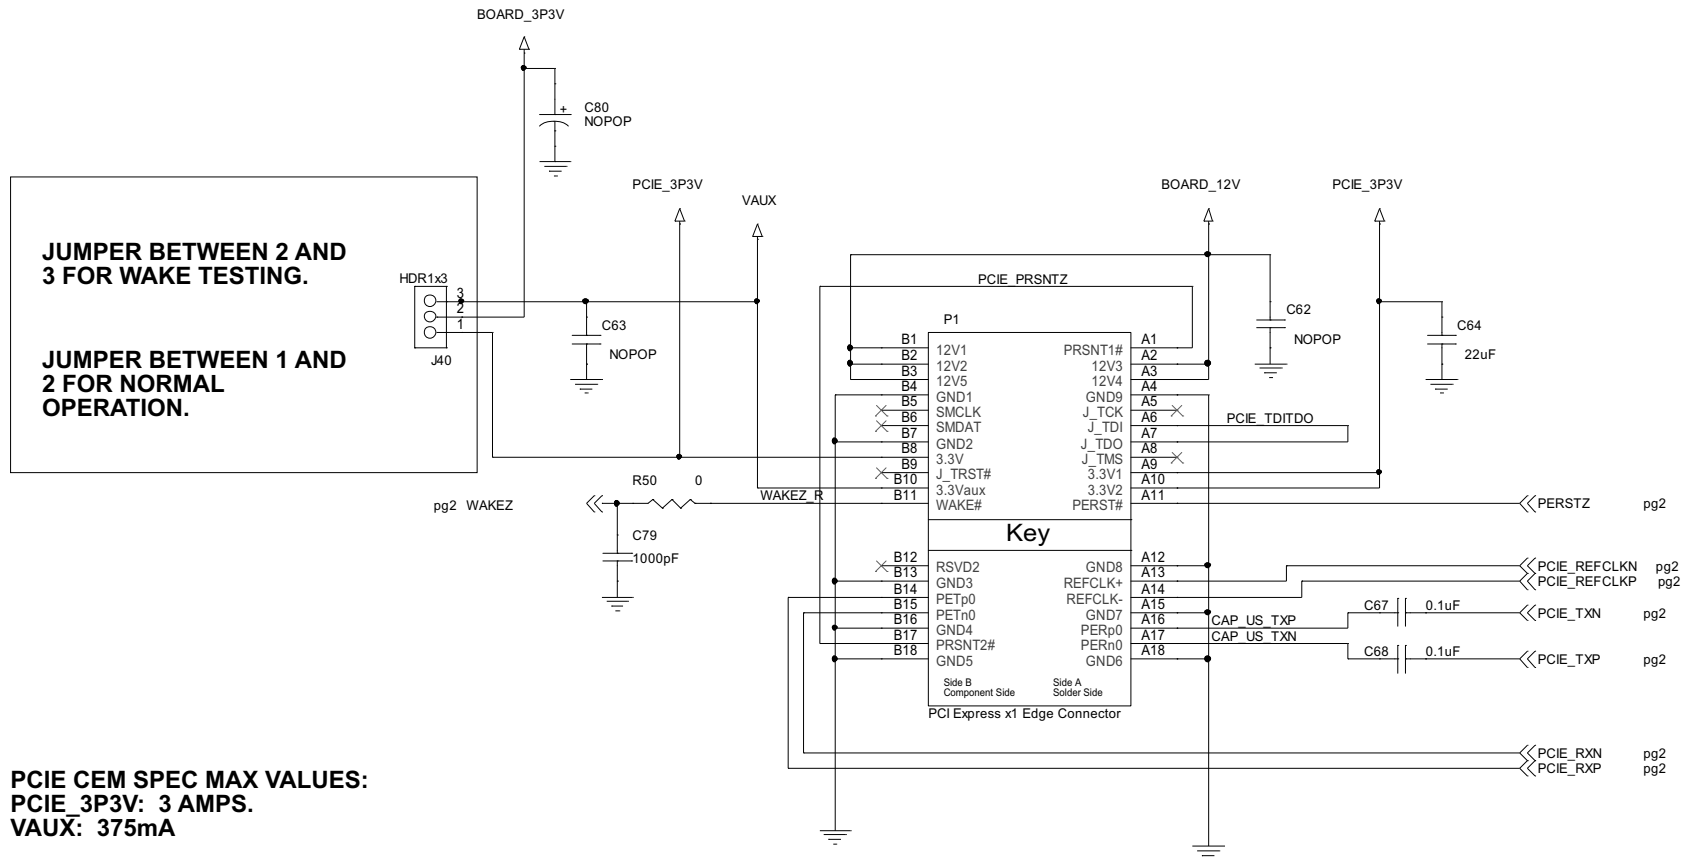 BOARD_3P3V
C80
NOPOP
+
PCIE_3P3V
VAUX
BOARD_12V
PCIE_3P3V
JUMPER BETWEEN 2 AND
3 FOR WAKE TESTING.
JUMPER BETWEEN 1 AND
2 FOR NORMAL
OPERATION.
HDR1x3
3
2
1
J40
C63
NOPOP
PCIE_PRSNTZ
C62
NOPOP
C64
22uF
P1
B1 12V1 PRSNT1# A1
B2 12V2 12V3 A2
B3 12V5 12V4 A3
B4 GND1 GND9 A4
B5 SMCLK J_TCK A5
B6 SMDAT J_TDI A6
B7 GND2 J_TDO A7
B8 3.3V J_TMS A8
B9 J_TRST# 3.3V1 A9
B10 3.3Vaux 3.3V2 A10
B11 WAKE# PERST# A11
PCIE_TDITDO
R50 0
WAKEZ_R
pg2 WAKEZ
C79
1000pF
PERSTZ pg2
Key
B12 RSVD2 GND8 A12
B13 GND3 REFCLK+ A13
B14 PETp0 REFCLK- A14
B15 PETn0 GND7 A15
B16 GND4 PERp0 A16
B17 PRSNT2# PERn0 A17
B18 GND5 GND6 A18
Side B
Component Side
Side A
Solder Side
PCI Express x1 Edge Connector
PCIE_REFCLKN pg2
PCIE_REFCLKP pg2
CAP_US_TXP
CAP_US_TXN
C67 0.1uF
PCIE_TXN pg2
C68 0.1uF
PCIE_TXP pg2
PCIE_RXN pg2
PCIE_RXP pg2
PCIE CEM SPEC MAX VALUES:
PCIE_3P3V: 3 AMPS.
VAUX: 375mA